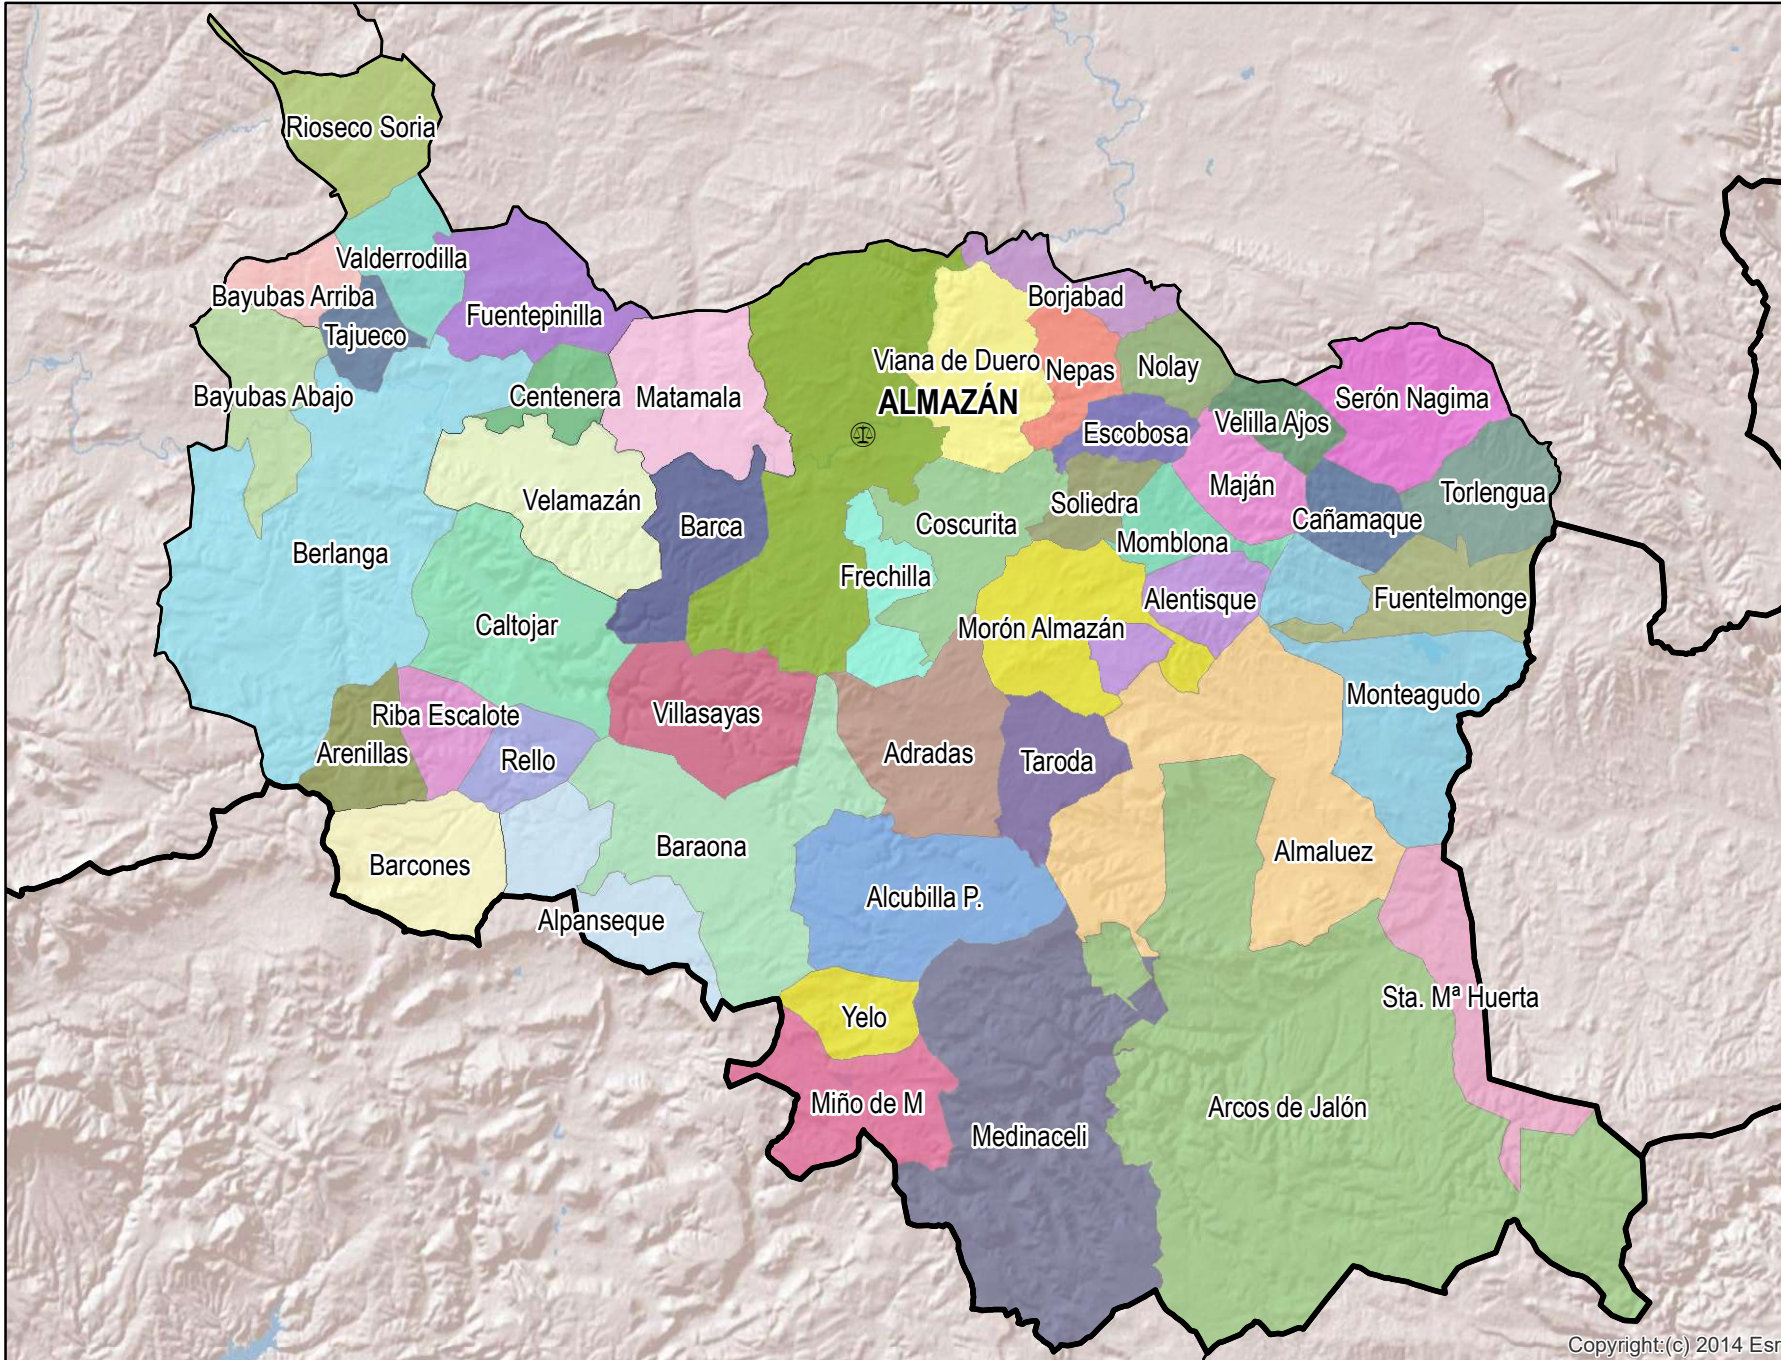 Rioseco Soria
Valderrodilla
Bayubas Arriba
Borjabad
Fuentepinilla
Tajueco
Viana de Duero
Nepas
Nolay
Bayubas Abajo
Centenera
Matamala
ALMAZÁN
Serón Nagima
Velilla Ajos
Escobosa
Maján
Torlengua
Velamazán
Soliedra
Barca
Coscurita
Cañamaque
Momblona
Berlanga
Frechilla
Alentisque
Fuentelmonge
Caltojar
Morón Almazán
Monteagudo
Riba Escalote
Villasayas
Arenillas
Rello
Adradas
Taroda
Baraona
Almaluez
Barcones
Alcubilla P.
Alpanseque
Sta. Mª Huerta
Yelo
Miño de M
Arcos de Jalón
Medinaceli
Copyright:(c) 2014 Esr